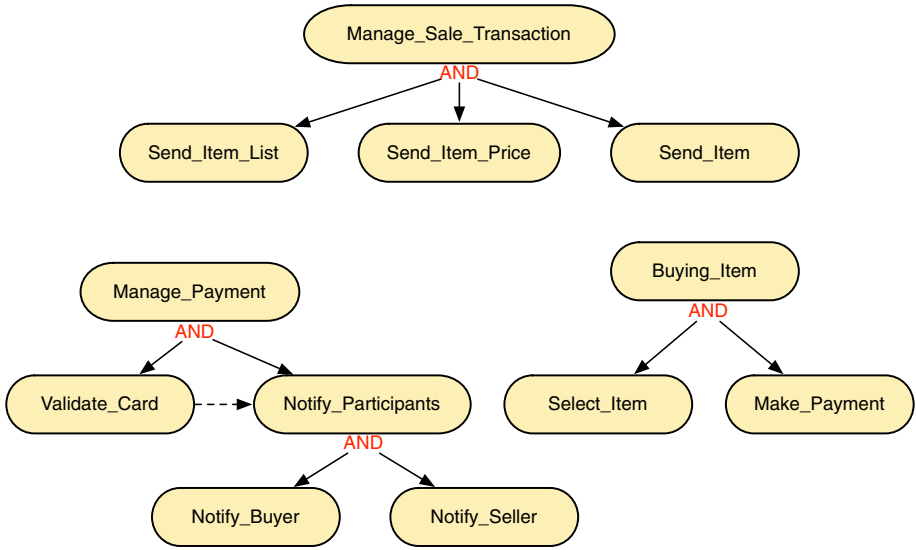 Manage_Sale_Transaction
AND
Send_Item_List
Send_Item_Price
Send_Item
Buying_Item
AND
Manage_Payment
AND
Select_Item
Make_Payment
Validate_Card
Notify_Participants
AND
Notify_Buyer
Notify_Seller